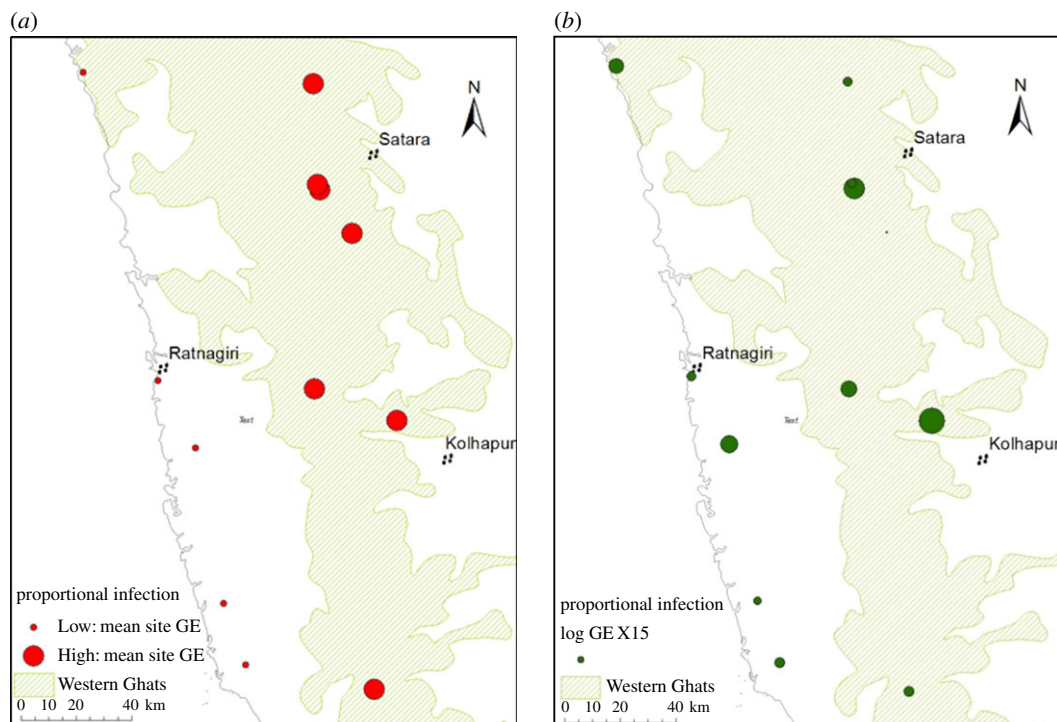 (a)
N
Satara
Ratnagiri
Text
Kolhapur
proportional infection
Low: mean site GE
High: mean site GE
Western Ghats
0 10 20 40 km
(b)
N
Satara
Ratnagiri
Text
Kolhapur
proportional infection
log GE X15
Western Ghats
0 10 20 40 km